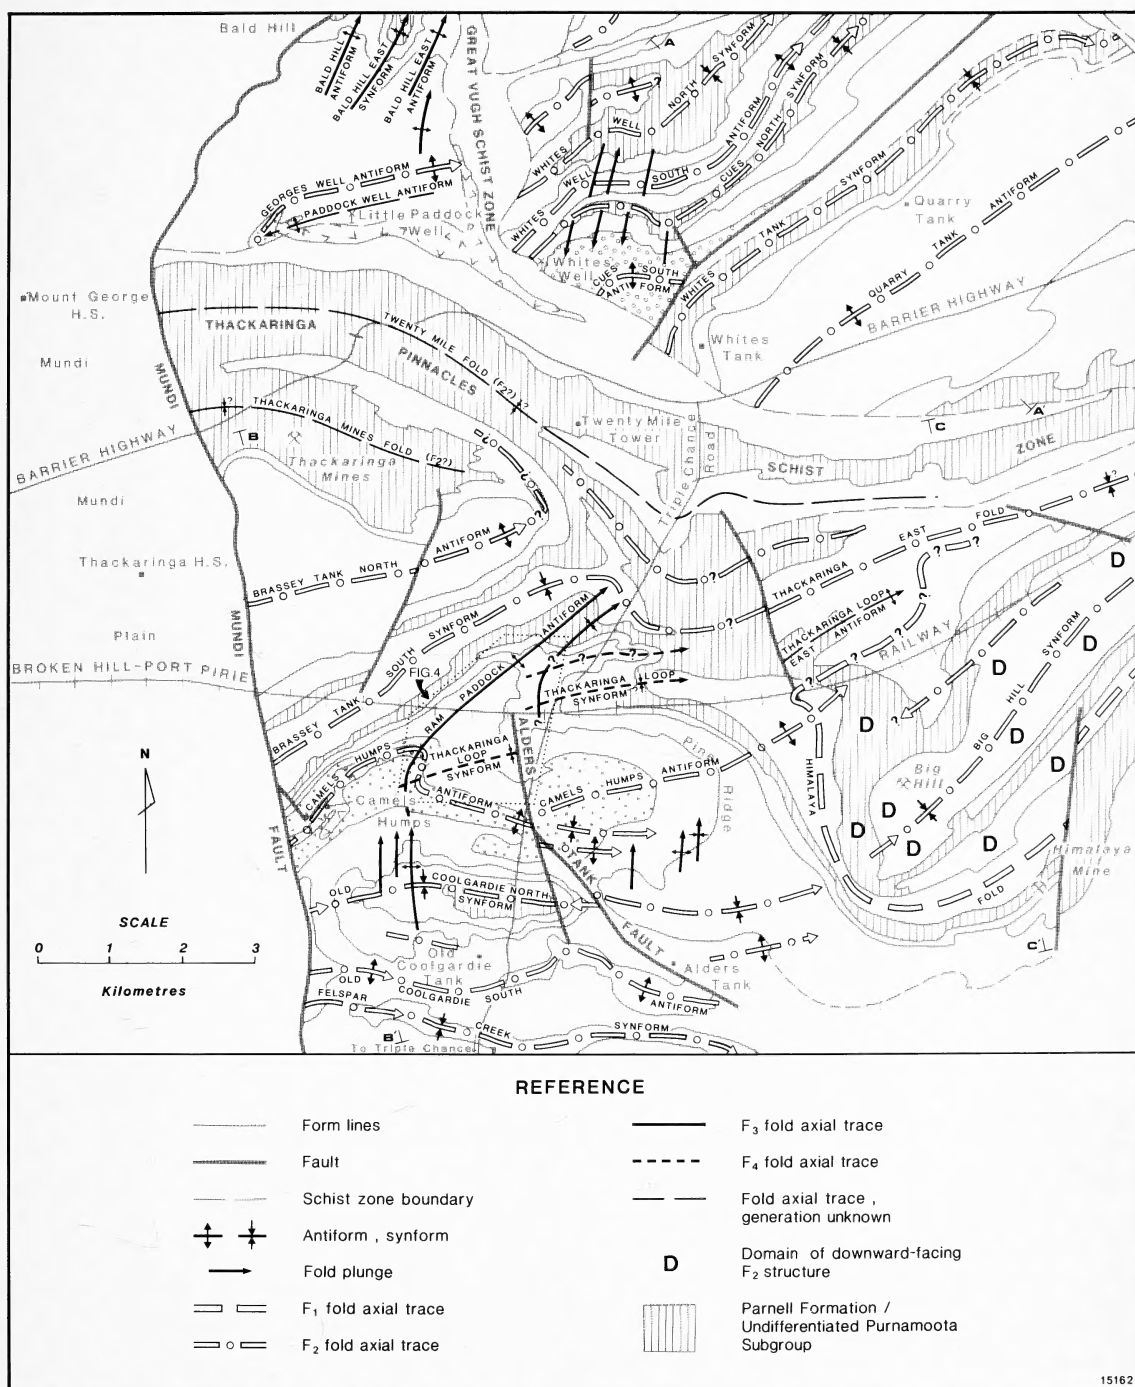 Bald Hill
BALD HILL
ANTIFORM
BALD HILL EAST
SYNFORM
BALD HILL EAST
ANTIFORM
GREAT VUGH SCHIST ZONE
A
NORTH SYNFORM
WELL
WHITES
ANTIFORM
SOUTH
WELL
WHITES
CUES NORTH SYNFORM
WHITES
GEORGES WELL ANTIFORM
PADDOCK WELL ANTIFORM
Little Paddock
Well
Whites
Well
CUES SOUTH
ANTIFORM
WHITES TANK SYNFORM
Quarry
Tank
QUARRY TANK ANTIFORM
BARRIER HIGHWAY
Whites
Tank
Mount George
H.S.
Mundi
THACKARINGA
PINNACLES
TWENTY MILE FOLD (F2?)
MUNDI
THACKARINGA MINES FOLD (F2?)
B
Thackaringa
Mines
BARRIER HIGHWAY
Twenty Mile
Tower
Triple Chance
Road
SCHIST
ZONE
A'
C
Mundi
Thackaringa H.S.
Plain
BRASSEY TANK NORTH ANTIFORM
THACKARINGA EAST FOLD
THACKARINGA LOOP
EAST ANTIFORM
RAILWAY
D
MUNDI
BROKEN HILL-PORT PIRIE
BRASSEY TANK SOUTH SYNFORM
FIG.4
RAM PADDOCK ANTIFORM
THACKARINGA LOOP
SYNFORM
D
D
D
D
D
BIG HILL SYNFORM
Big
Hill
D
D
D
D
D
HIMALAYA
FOLD
Himalaya
Mine
C'
N
CAMELS HUMPS
ANTIFORM
THACKARINGA
LOOP
SYNFORM
Camels
Humps
ALDERS
TANK
FAULT
CAMELS HUMPS ANTIFORM
Pine
Ridge
FAULT
OLD
COOLGARDIE NORTH
SYNFORM
Old
Coolgardie
Tank
OLD
COOLGARDIE SOUTH
ANTIFORM
Alders
Tank
FELSPAR
CREEK
SYNFORM
B'
To Triple Chance
SCALE
0 1 2 3
Kilometres
REFERENCE
Form lines
Fault
Schist zone boundary
Antiform , synform
Fold plunge
F1 fold axial trace
F2 fold axial trace
F3 fold axial trace
F4 fold axial trace
Fold axial trace ,
generation unknown
D
Domain of downward-facing
F2 structure
Parnell Formation /
Undifferentiated Purnamoota
Subgroup
15162